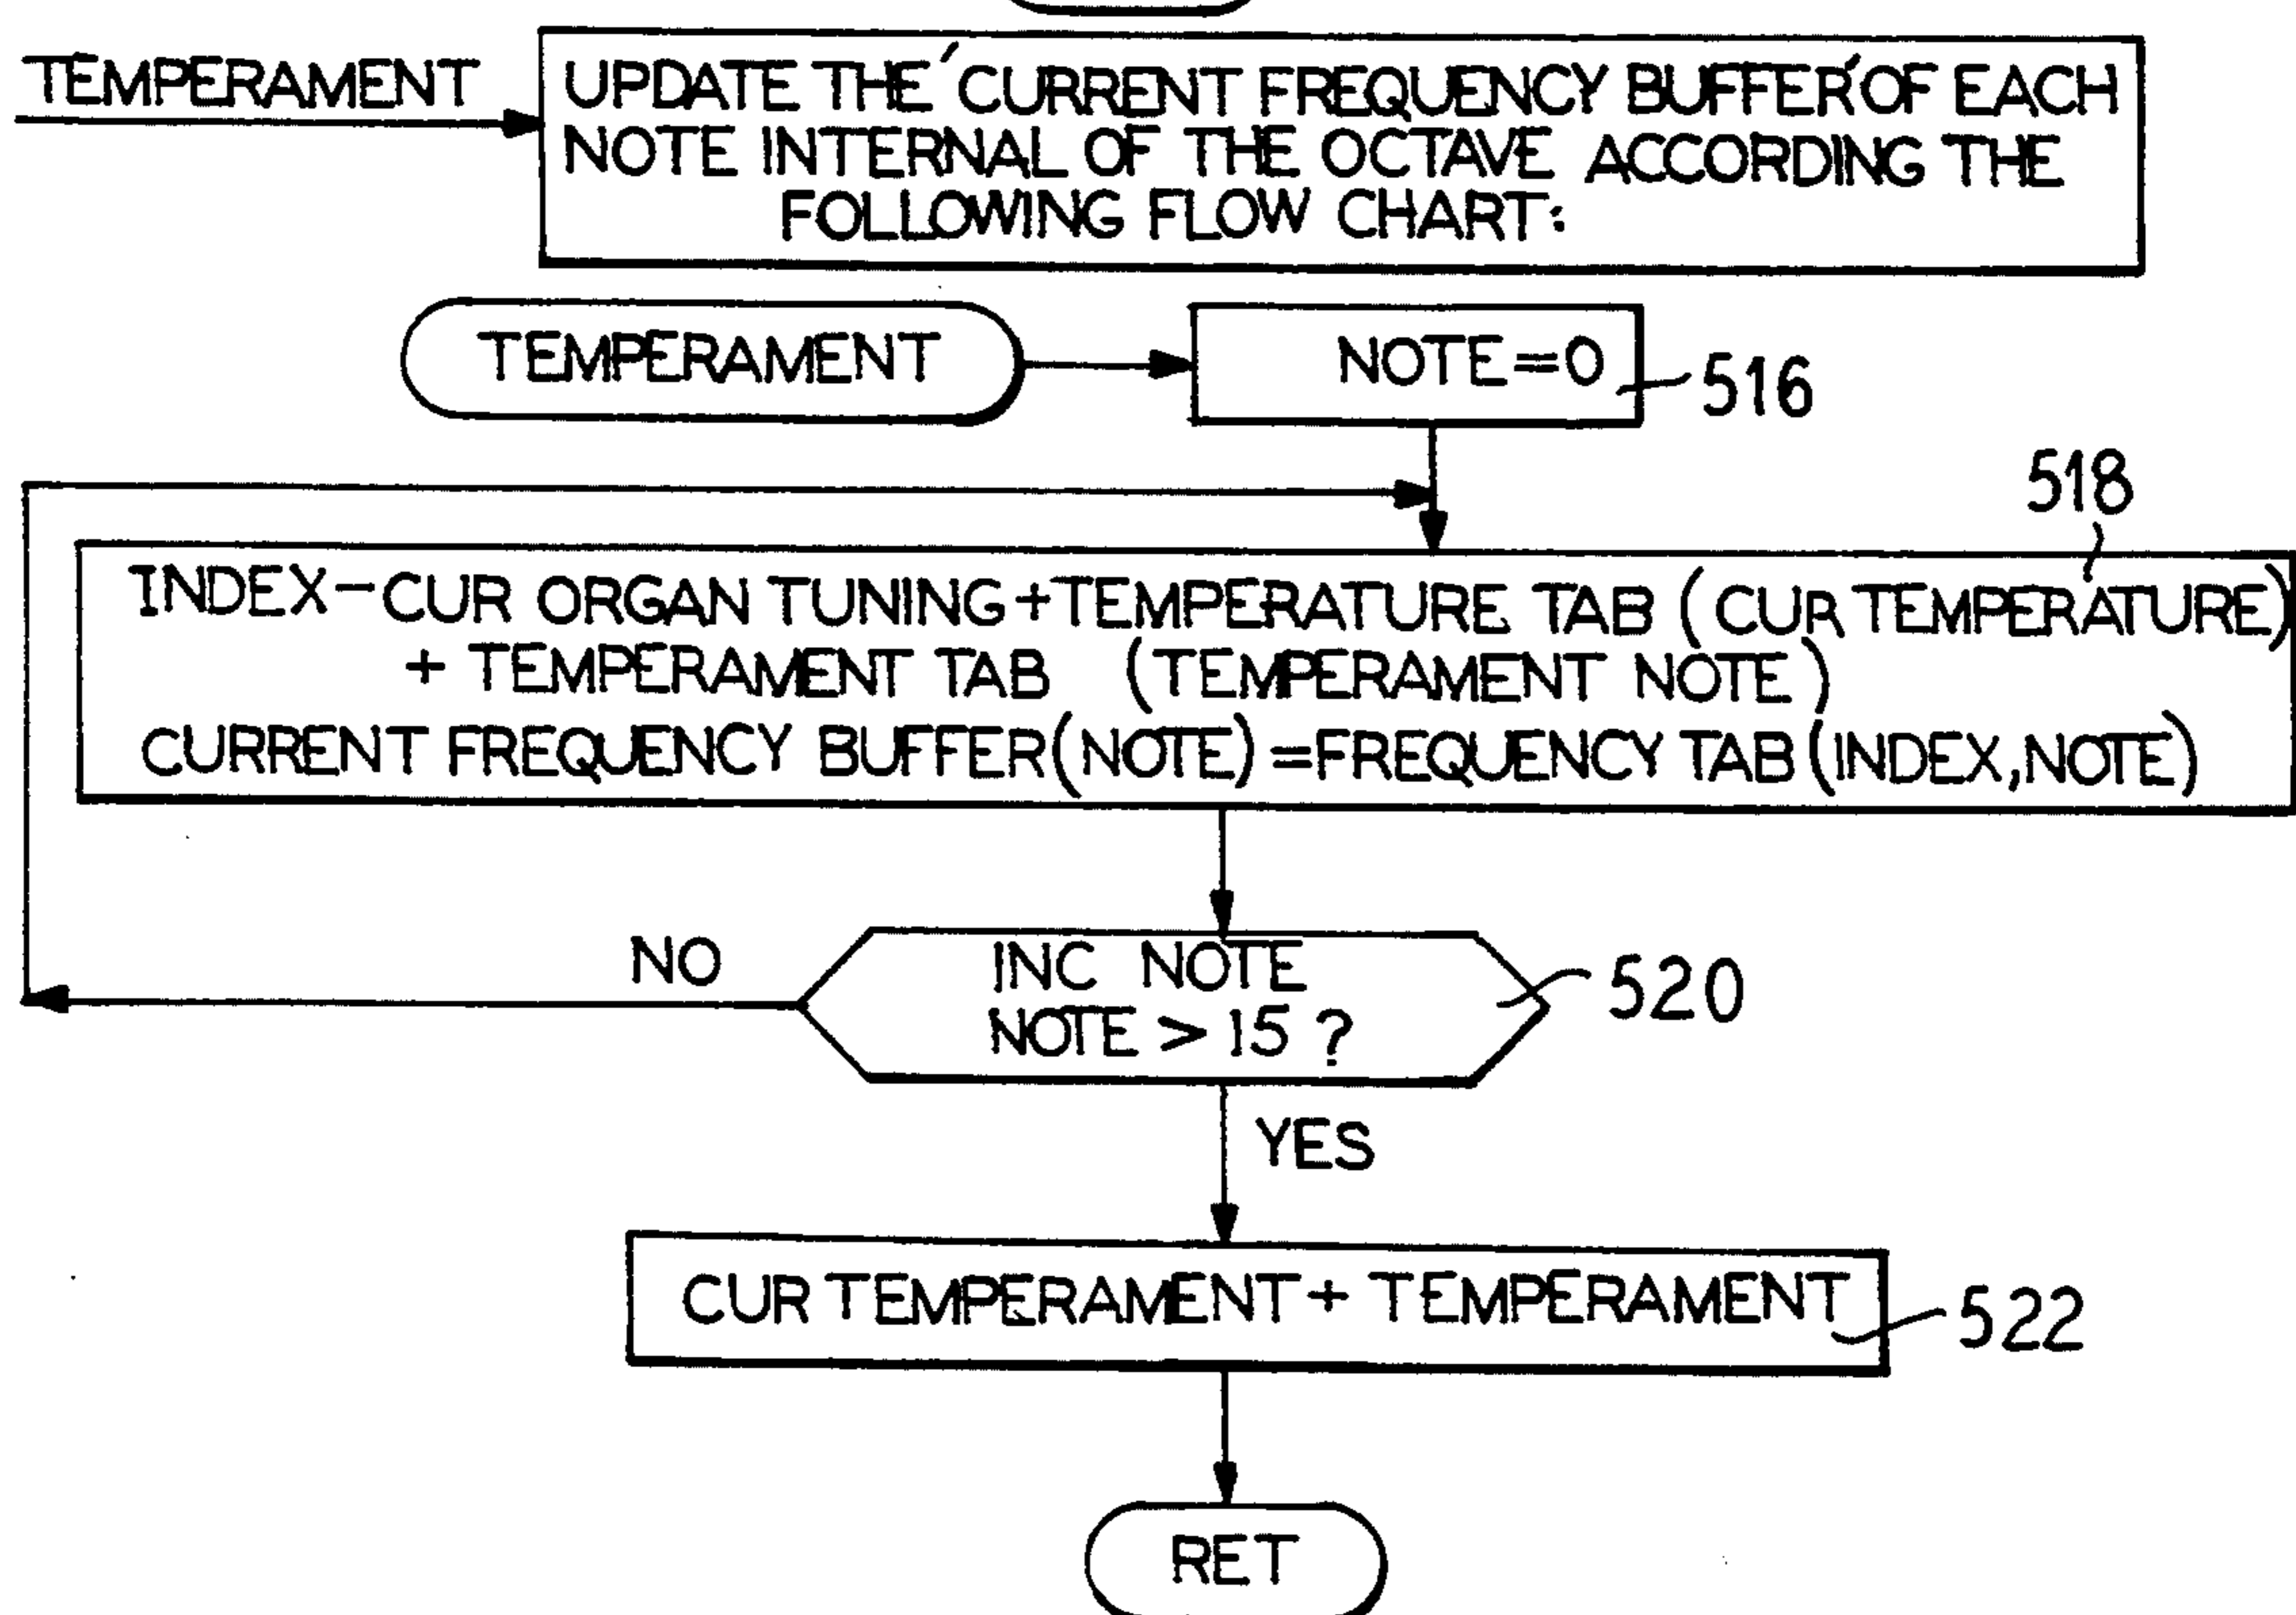 TEMPERAMENT
UPDATE THE 'CURRENT FREQUENCY BUFFER' OF EACH
NOTE INTERNAL OF THE OCTAVE ACCORDING THE
FOLLOWING FLOW CHART:
TEMPERAMENT
NOTE=0
516
518
INDEX-CUR ORGAN TUNING+TEMPERATURE TAB (CUR TEMPERATURE)
+ TEMPERAMENT TAB (TEMPERAMENT NOTE)
CURRENT FREQUENCY BUFFER(NOTE)=FREQUENCY TAB(INDEX,NOTE)
NO
INC NOTE
NOTE > 15 ?
520
YES
CUR TEMPERAMENT + TEMPERAMENT
522
RET